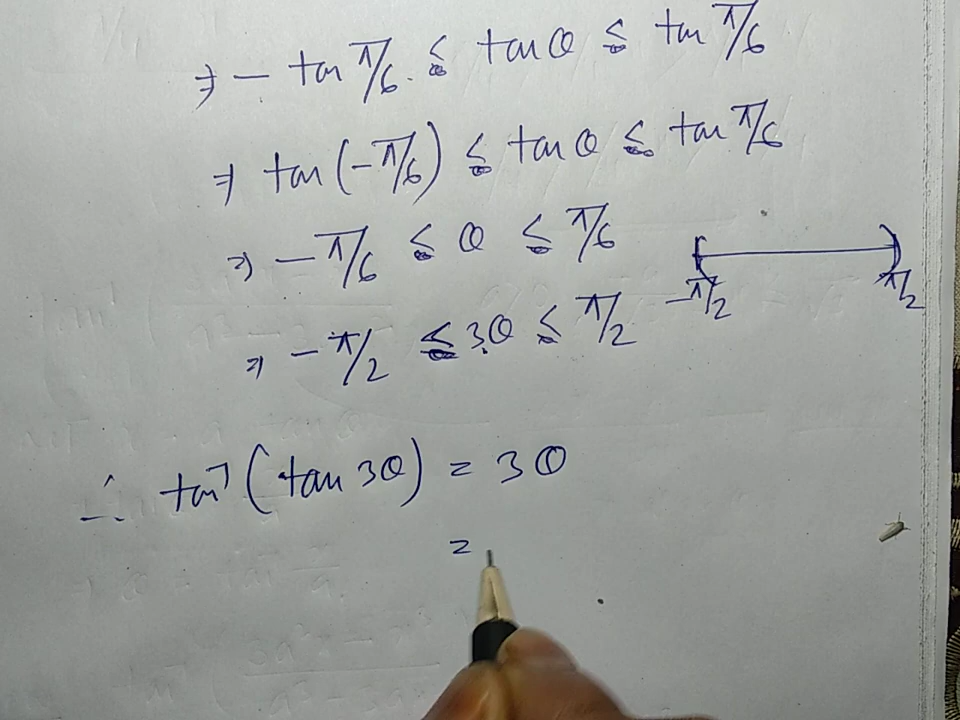 ⇒ - tan π/6 ≤ tan θ ≤ tan π/6
⇒ tan(-π/6) ≤ tan θ ≤ tan π/6
⇒ - π/6 ≤ θ ≤ π/6
-π/2 π/2
⇒ - π/2 ≤ 3θ ≤ π/2
∴ tan⁻¹(tan 3θ) = 3θ
=